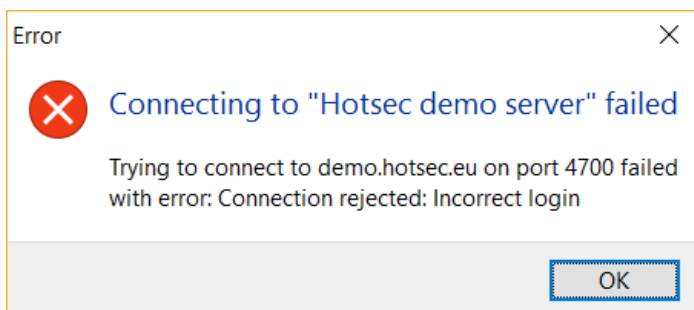 Error
Connecting to "Hotsec demo server" failed
Trying to connect to demo.hotsec.eu on port 4700 failed
with error: Connection rejected: Incorrect login
OK